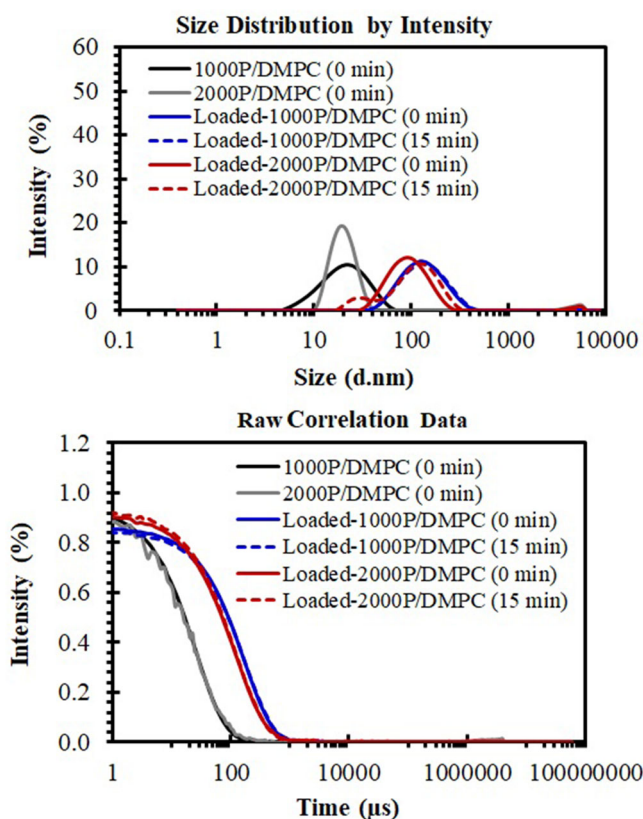 Size Distribution by Intensity
60
50
40
30
20
10
0
Intensity (%)
1000P/DMPC (0 min)
2000P/DMPC (0 min)
Loaded-1000P/DMPC (0 min)
Loaded-1000P/DMPC (15 min)
Loaded-2000P/DMPC (0 min)
Loaded-2000P/DMPC (15 min)
0.1 1 10 100 1000 10000
Size (d.nm)
Raw Correlation Data
1.2
1.0
0.8
0.6
0.4
0.2
0.0
Intensity (%)
1000P/DMPC (0 min)
2000P/DMPC (0 min)
Loaded-1000P/DMPC (0 min)
Loaded-1000P/DMPC (15 min)
Loaded-2000P/DMPC (0 min)
Loaded-2000P/DMPC (15 min)
1 100 10000 1000000 100000000
Time (µs)